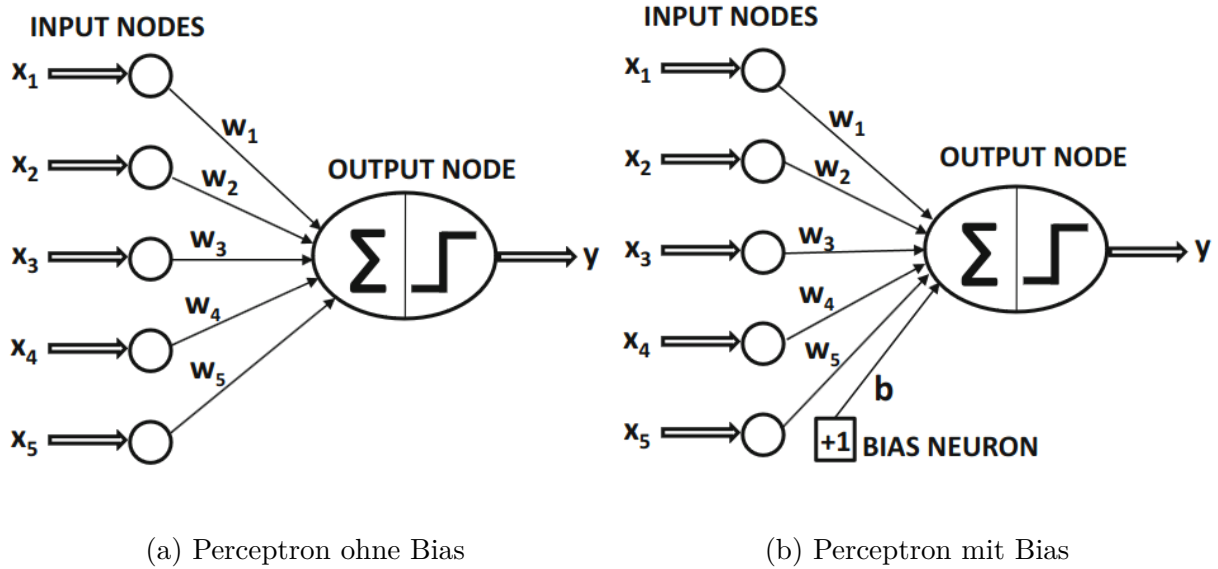 INPUT NODES
x₁
w₁
x₂
w₂
OUTPUT NODE
x₃
w₃
∑
y
x₄
w₄
x₅
w₅
(a) Perceptron ohne Bias
INPUT NODES
x₁
w₁
x₂
w₂
OUTPUT NODE
x₃
w₃
∑
y
x₄
w₄
w₅
b
x₅
+1 BIAS NEURON
(b) Perceptron mit Bias